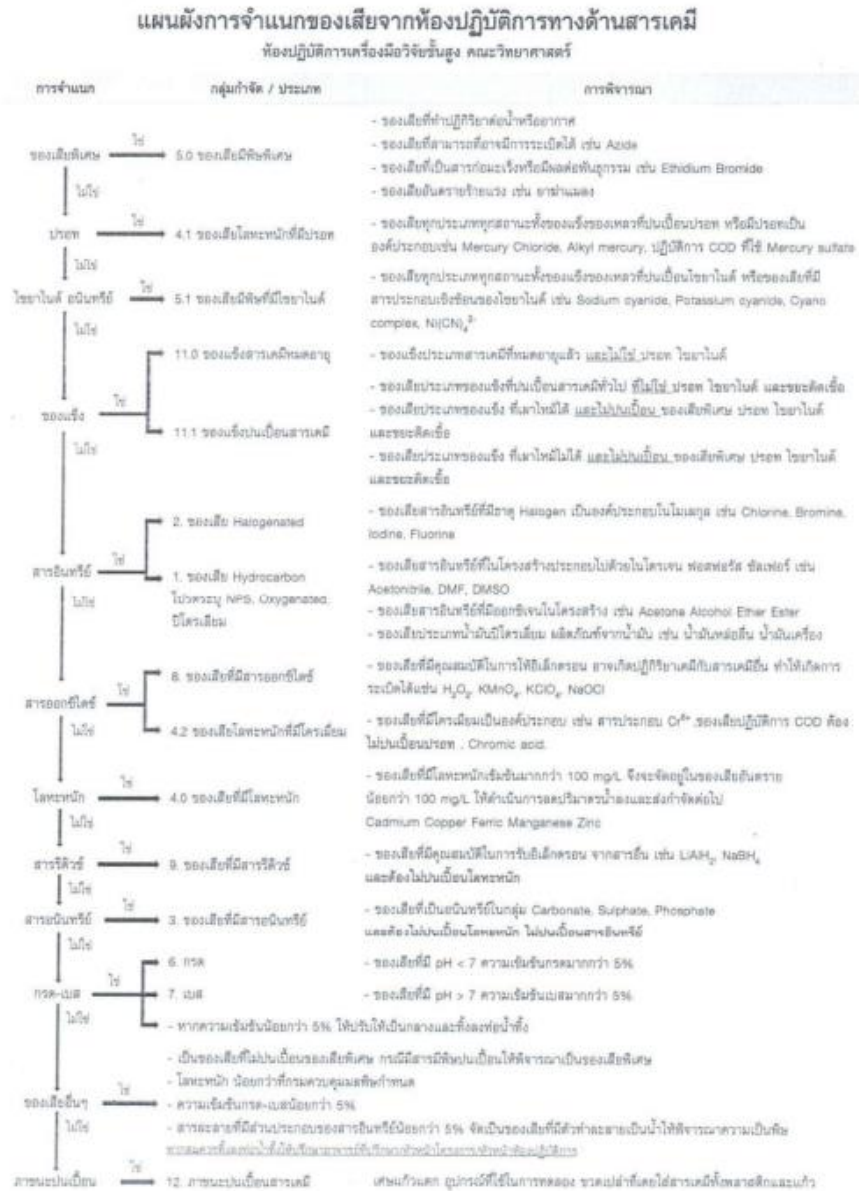 แผนผังการจำแนกของเสียจากห้องปฏิบัติการทางด้านสารเคมี
ห้องปฏิบัติการเครื่องมือวิจัยชั้นสูง คณะวิทยาศาสตร์
การจำแนก กลุ่มกำจัด / ประเภท การพิจารณา
- ของเสียที่ทำปฏิกิริยาต่อน้ำหรืออากาศ
- ของเสียที่สามารถที่อาจมีการระเบิดได้ เช่น Azide
ของเสียพิเศษ ใช่ 5.0 ของเสียมีพิษพิเศษ
- ของเสียที่เป็นสารก่อมะเร็งหรือมีผลต่อพันธุกรรม เช่น Ethidium Bromide
ไม่ใช่ - ของเสียอันตรายร้ายแรง เช่น ยาฆ่าแมลง
ปรอท ใช่ 4.1 ของเสียโลหะหนักที่มีปรอท - ของเสียทุกประเภททุกสถานะทั้งของแข็งของเหลวที่ปนเปื้อนปรอท หรือมีปรอทเป็น
องค์ประกอบเช่น Mercury Chloride, Alkyl mercury, ปฏิบัติการ COD ที่ใช้ Mercury sulfate
ไม่ใช่
ไซยาไนด์ อนินทรีย์ ใช่ 5.1 ของเสียมีพิษที่มีไซยาไนด์ - ของเสียทุกประเภททุกสถานะทั้งของแข็งของเหลวที่ปนเปื้อนไซยาไนด์ หรือของเสียที่มี
สารประกอบเชิงซ้อนของไซยาไนด์ เช่น Sodium cyanide, Potassium cyanide, Cyano
complex, Ni(CN)₄²⁻
ไม่ใช่
11.0 ของแข็งสารเคมีหมดอายุ - ของแข็งประเภทสารเคมีที่หมดอายุแล้ว และไม่ใช่ ปรอท ไซยาไนด์
ของแข็ง ใช่ - ของเสียประเภทของแข็งที่ปนเปื้อนสารเคมีทั่วไป ที่ไม่ใช่ ปรอท ไซยาไนด์ และขยะติดเชื้อ
11.1 ของแข็งปนเปื้อนสารเคมี - ของเสียประเภทของแข็ง ที่เผาไหม้ได้ และไม่ปนเปื้อน ของเสียพิเศษ ปรอท ไซยาไนด์
และขยะติดเชื้อ
ไม่ใช่ - ของเสียประเภทของแข็ง ที่เผาไหม้ไม่ได้ และไม่ปนเปื้อน ของเสียพิเศษ ปรอท ไซยาไนด์
และขยะติดเชื้อ
2. ของเสีย Halogenated - ของเสียสารอินทรีย์ที่มีธาตุ Halogen เป็นองค์ประกอบในโมเลกุล เช่น Chlorine, Bromine,
Iodine, Fluorine
สารอินทรีย์ ใช่ 1. ของเสีย Hydrocarbon - ของเสียสารอินทรีย์ที่ในโครงสร้างประกอบไปด้วยไนโตรเจน ฟอสฟอรัส ซัลเฟอร์ เช่น
โปรดระบุ NPS, Oxygenated, Acetonitrile, DMF, DMSO
ไม่ใช่ ปิโตรเลียม - ของเสียสารอินทรีย์ที่มีออกซิเจนในโครงสร้าง เช่น Acetone Alcohol Ether Ester
- ของเสียประเภทน้ำมันปิโตรเลียม ผลิตภัณฑ์จากน้ำมัน เช่น น้ำมันหล่อลื่น น้ำมันเครื่อง
8. ของเสียที่มีสารออกซิไดซ์ - ของเสียที่มีคุณสมบัติในการให้อิเล็กตรอน อาจเกิดปฏิกิริยาเคมีกับสารเคมีอื่น ทำให้เกิดการ
ระเบิดได้เช่น H₂O₂, KMnO₄, KClO₄, NaOCl
สารออกซิไดซ์ ใช่
ไม่ใช่ 4.2 ของเสียโลหะหนักที่มีโครเมี่ยม - ของเสียที่มีโครเมี่ยมเป็นองค์ประกอบ เช่น สารประกอบ Cr⁶⁺ ,ของเสียปฏิบัติการ COD ต้อง
ไม่ปนเปื้อนปรอท , Chromic acid.
โลหะหนัก ใช่ 4.0 ของเสียที่มีโลหะหนัก - ของเสียที่มีโลหะหนักเข้มข้นมากกว่า 100 mg/L จึงจะจัดอยู่ในของเสียอันตราย
น้อยกว่า 100 mg/L ให้ดำเนินการลดปริมาตรน้ำลงและส่งกำจัดต่อไป
ไม่ใช่ Cadmium Copper Ferric Manganese Zinc
สารรีดิวซ์ ใช่ 9. ของเสียที่มีสารรีดิวซ์ - ของเสียที่มีคุณสมบัติในการรับอิเล็กตรอน จากสารอื่น เช่น LiAlH₂, NaBH₄
และต้องไม่ปนเปื้อนโลหะหนัก
ไม่ใช่
สารอนินทรีย์ ใช่ 3. ของเสียที่มีสารอนินทรีย์ - ของเสียที่เป็นอนินทรีย์ในกลุ่ม Carbonate, Sulphate, Phosphate
และต้องไม่ปนเปื้อนโลหะหนัก ไม่ปนเปื้อนสารอินทรีย์
ไม่ใช่
6. กรด - ของเสียที่มี pH < 7 ความเข้มข้นกรดมากกว่า 5%
กรด-เบส ใช่ 7. เบส - ของเสียที่มี pH > 7 ความเข้มข้นเบสมากกว่า 5%
ไม่ใช่ - หากความเข้มข้นน้อยกว่า 5% ให้ปรับให้เป็นกลางและทิ้งลงท่อน้ำทิ้ง
- เป็นของเสียที่ไม่ปนเปื้อนของเสียพิเศษ กรณีมีสารมีพิษปนเปื้อนให้พิจารณาเป็นของเสียพิเศษ
- โลหะหนัก น้อยกว่าที่กรมควบคุมมลพิษกำหนด
ของเสียอื่นๆ ใช่ - ความเข้มข้นกรด-เบสน้อยกว่า 5%
ไม่ใช่ - สารละลายที่มีส่วนประกอบของสารอินทรีย์น้อยกว่า 5% จัดเป็นของเสียที่มีตัวทำละลายเป็นน้ำให้พิจารณาความเป็นพิษ
ภาชนะปนเปื้อน ใช่ 12. ภาชนะปนเปื้อนสารเคมี เศษแก้วแตก อุปกรณ์ที่ใช้ในการทดลอง ขวดเปล่าที่เคยใส่สารเคมีทั้งพลาสติกและแก้ว